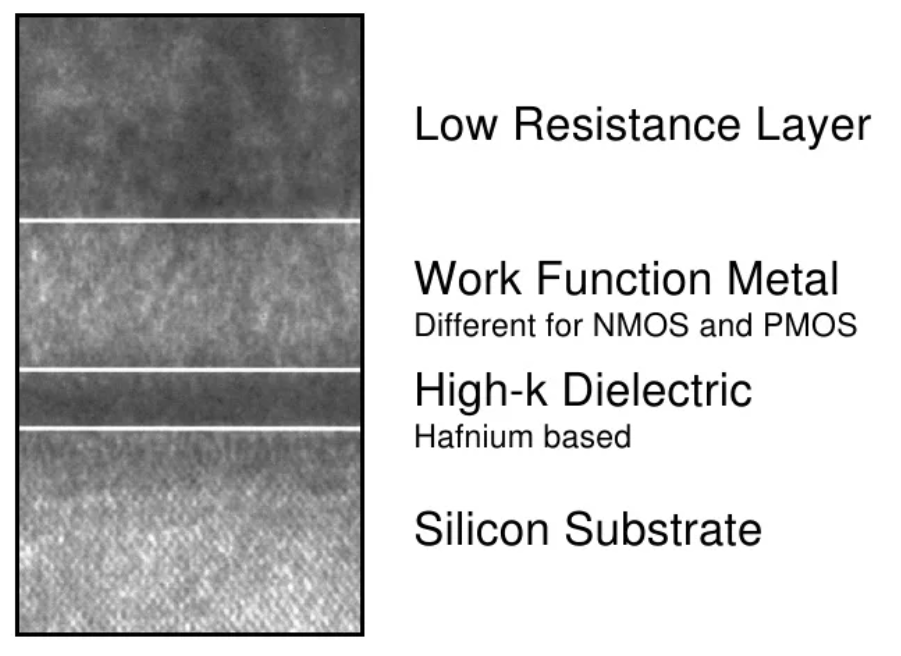 Low Resistance Layer
Work Function Metal
Different for NMOS and PMOS
High-k Dielectric
Hafnium based
Silicon Substrate